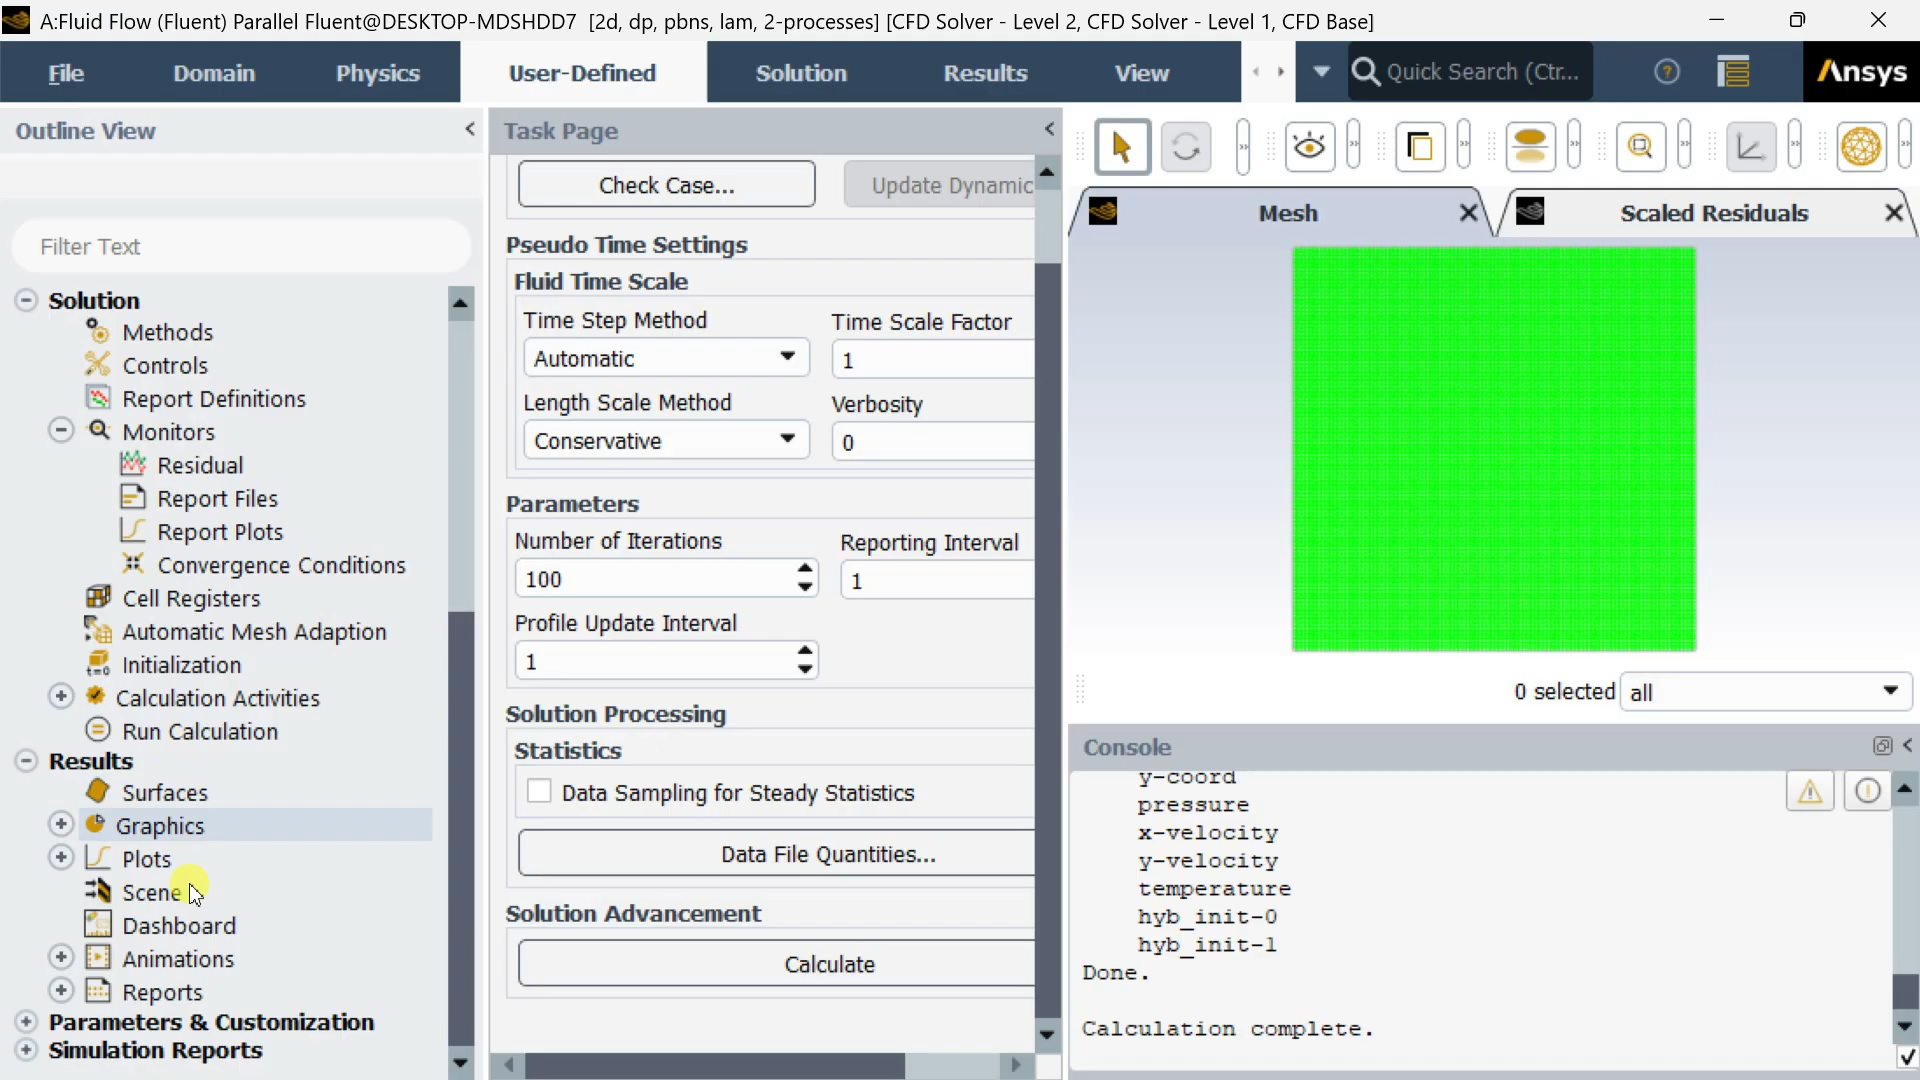 A:Fluid Flow (Fluent) Parallel Fluent@DESKTOP-MDSHDD7 [2d, dp, pbns, lam, 2-processes] [CFD Solver - Level 2, CFD Solver - Level 1, CFD Base]
File Domain Physics User-Defined Solution Results View Quick Search (Ctr... Ansys
Outline View
Filter Text
Solution
Methods
Controls
Report Definitions
Monitors
Residual
Report Files
Report Plots
Convergence Conditions
Cell Registers
Automatic Mesh Adaption
Initialization
Calculation Activities
Run Calculation
Results
Surfaces
Graphics
Plots
Scene
Dashboard
Animations
Reports
Parameters & Customization
Simulation Reports
Task Page
Check Case... Update Dynamic
Pseudo Time Settings
Fluid Time Scale
Time Step Method Time Scale Factor
Automatic 1
Length Scale Method Verbosity
Conservative 0
Parameters
Number of Iterations Reporting Interval
100 1
Profile Update Interval
1
Solution Processing
Statistics
Data Sampling for Steady Statistics
Data File Quantities...
Solution Advancement
Calculate
Mesh Scaled Residuals
0 selected all
Console
y-coord
pressure
x-velocity
y-velocity
temperature
hyb_init-0
hyb_init-1
Done.
Calculation complete.